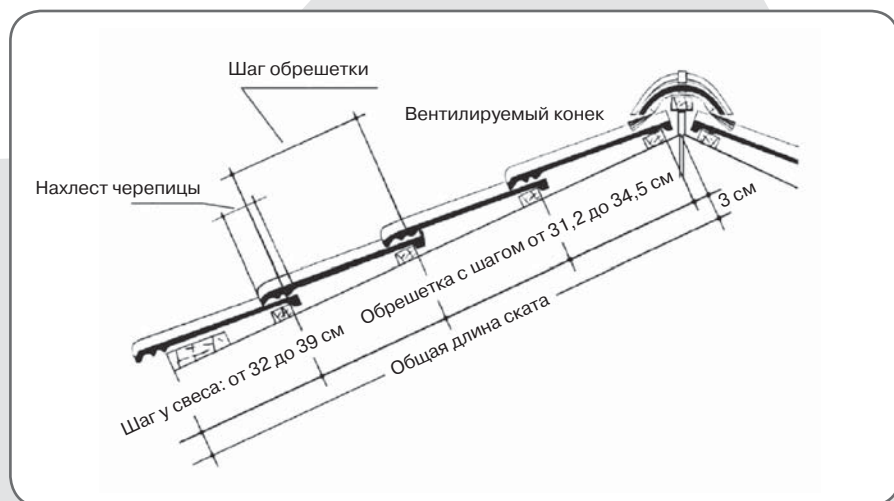 Шаг обрешетки
Вентилируемый конек
Нахлест черепицы
3 см
Обрешетка с шагом от 31,2 до 34,5 см
Шаг у свеса: от 32 до 39 см
Общая длина ската